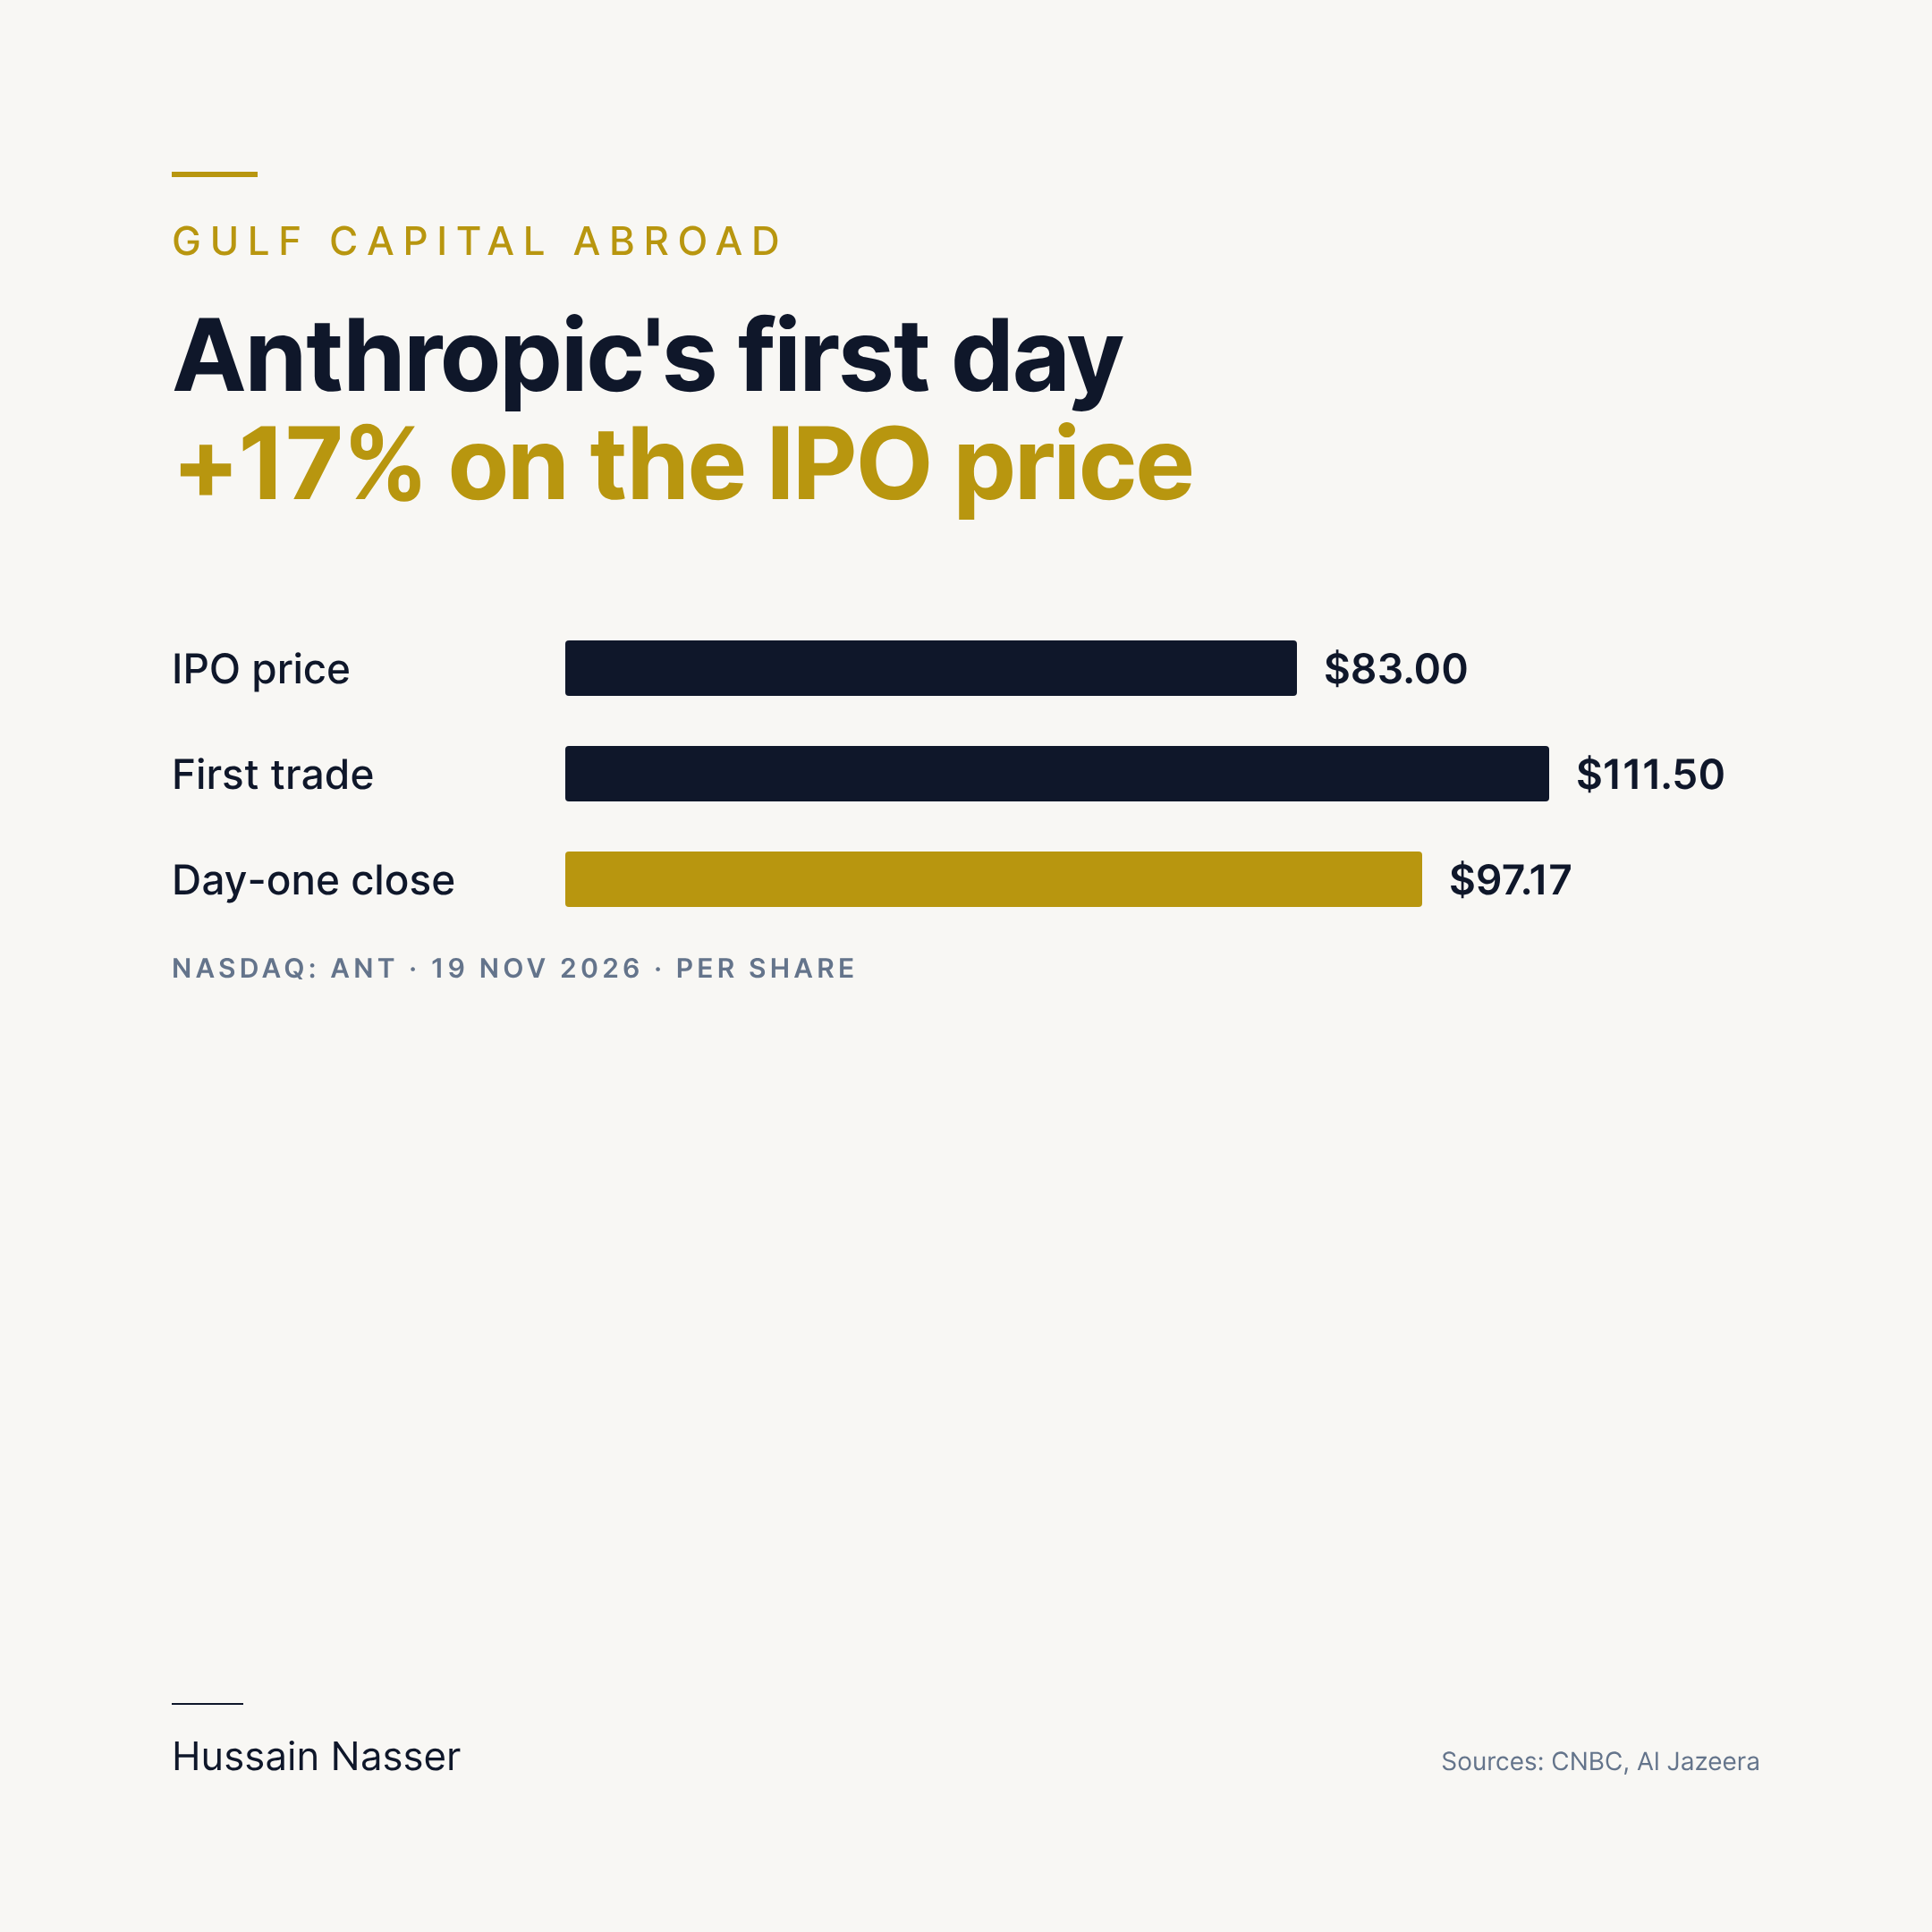 GULF CAPITAL ABROAD
Anthropic's first day
+17% on the IPO price
IPO price $83.00
First trade $111.50
Day-one close $97.17
NASDAQ: ANT · 19 NOV 2026 · PER SHARE
Hussain Nasser
Sources: CNBC, Al Jazeera